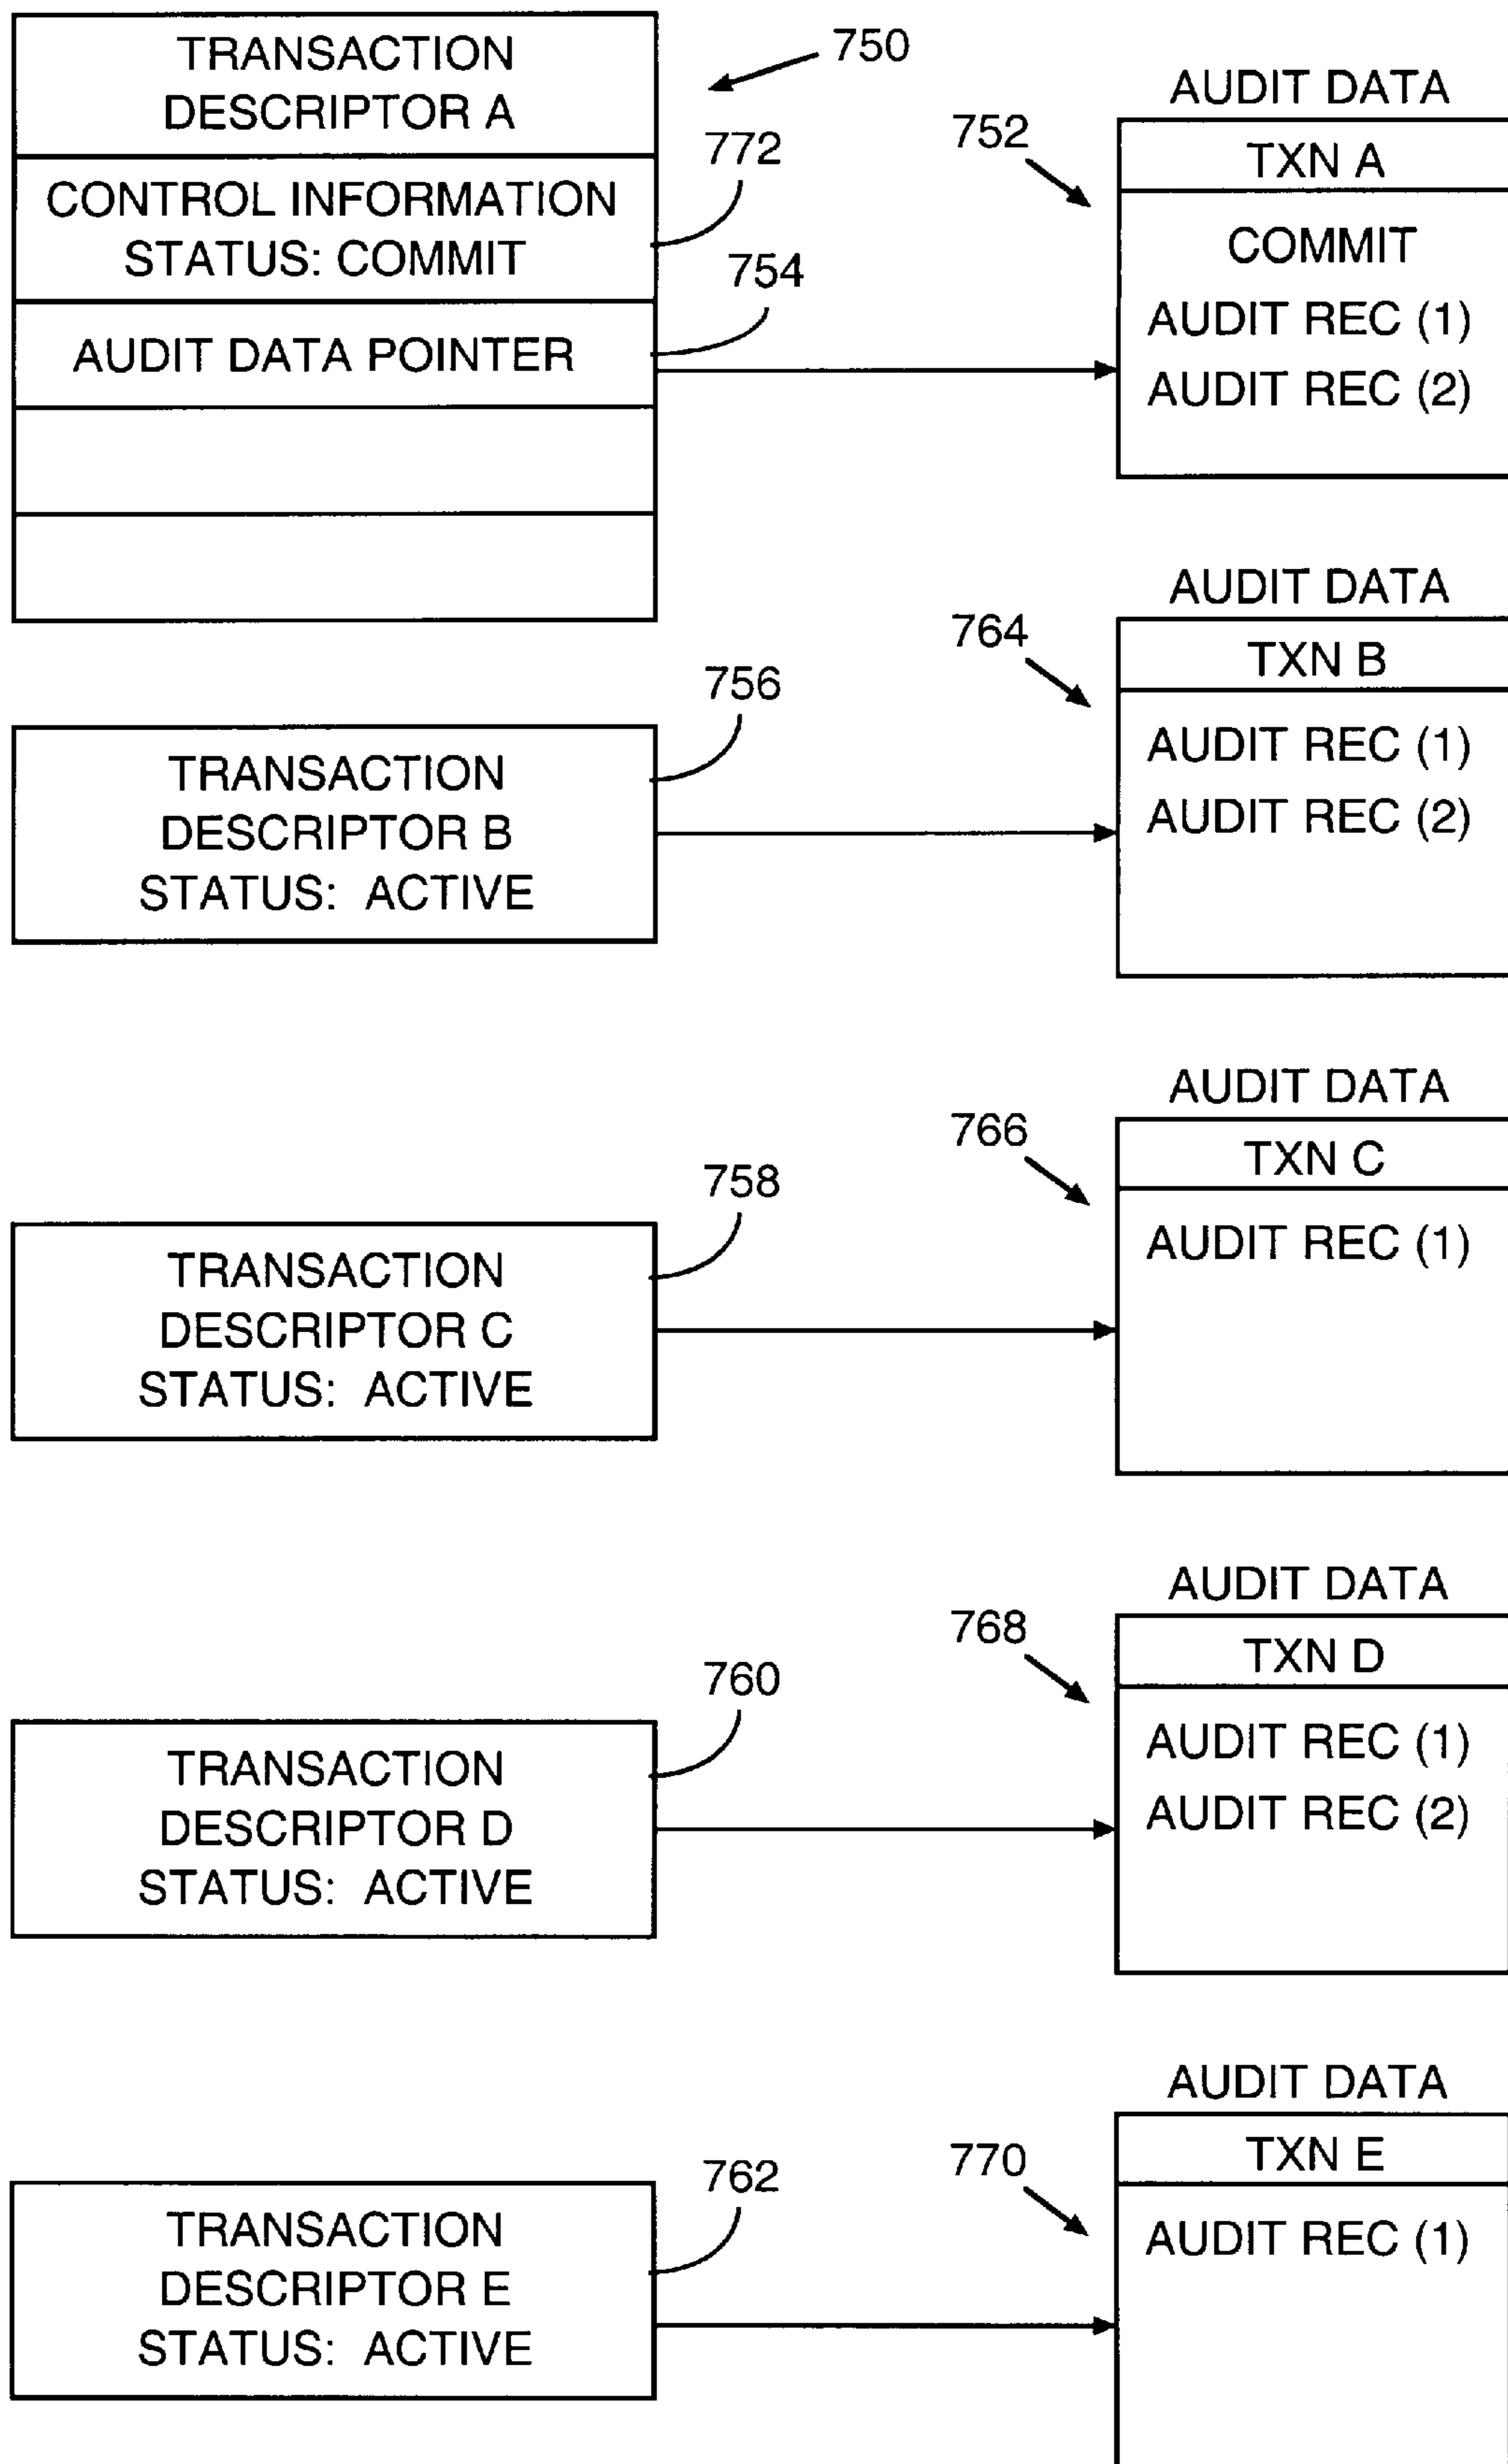 TRANSACTION
DESCRIPTOR A
750
CONTROL INFORMATION
STATUS: COMMIT
772
AUDIT DATA POINTER
754
AUDIT DATA
752
TXN A
COMMIT
AUDIT REC (1)
AUDIT REC (2)
756
TRANSACTION
DESCRIPTOR B
STATUS: ACTIVE
AUDIT DATA
764
TXN B
AUDIT REC (1)
AUDIT REC (2)
758
TRANSACTION
DESCRIPTOR C
STATUS: ACTIVE
AUDIT DATA
766
TXN C
AUDIT REC (1)
760
TRANSACTION
DESCRIPTOR D
STATUS: ACTIVE
AUDIT DATA
768
TXN D
AUDIT REC (1)
AUDIT REC (2)
762
TRANSACTION
DESCRIPTOR E
STATUS: ACTIVE
AUDIT DATA
770
TXN E
AUDIT REC (1)